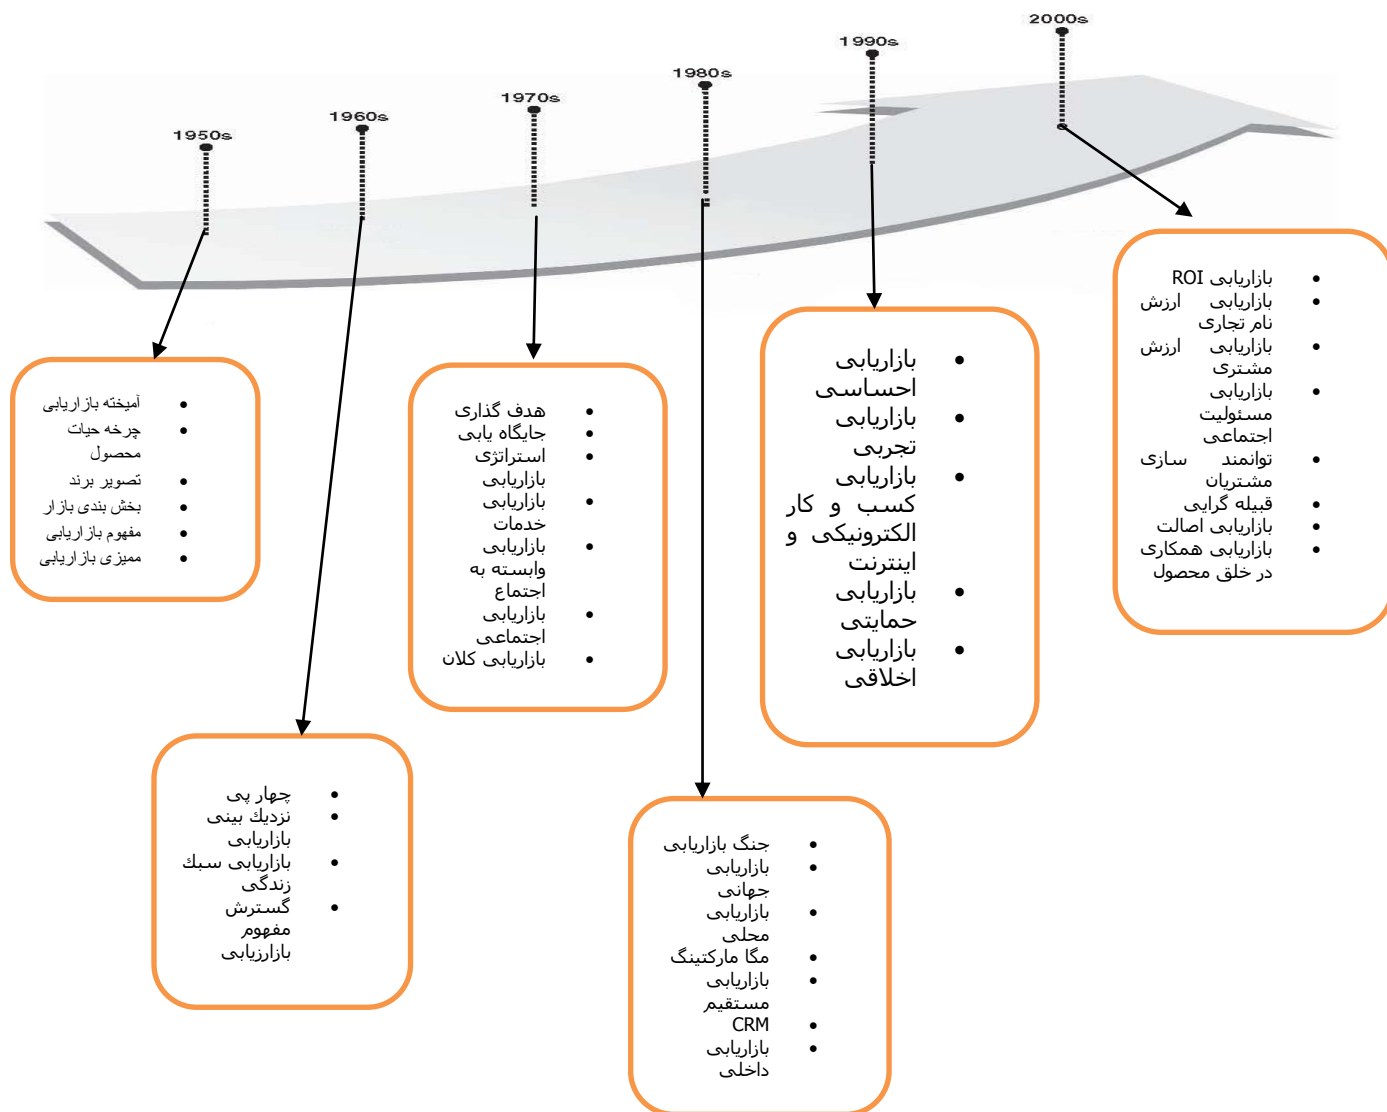 1950s
1960s
1970s
1980s
1990s
2000s
• آمیخته بازاریابی
• چرخه حیات
محصول
• تصویر برند
• بخش بندی بازار
• مفهوم بازاریابی
• ممیزی بازاریابی
• چهار پی
• نزدیك بینی
بازاریابی
• بازاریابی سبك
زندگی
• گسترش
مفهوم
بازارزیابی
• هدف گذاری
• جایگاه یابی
• استراتژی
بازاریابی
• بازاریابی
خدمات
• بازاریابی
وابسته به
اجتماع
• بازاریابی
اجتماعی
• بازاریابی کلان
• جنگ بازاریابی
• بازاریابی
جهانی
• بازاریابی
محلی
• مگا مارکتینگ
• بازاریابی
مستقیم
• CRM
• بازاریابی
داخلی
• بازاریابی
احساسی
• بازاریابی
تجربی
• بازاریابی
کسب و کار
الکترونیکی و
اینترنت
• بازاریابی
حمایتی
• بازاریابی
اخلاقی
• بازاریابی ROI
• بازاریابی ارزش
نام تجاری
• بازاریابی ارزش
مشتری
• بازاریابی
مسئولیت
اجتماعی
• توانمند سازی
مشتریان
• قبیله گرایی
• بازاریابی اصالت
• بازاریابی همکاری
در خلق محصول